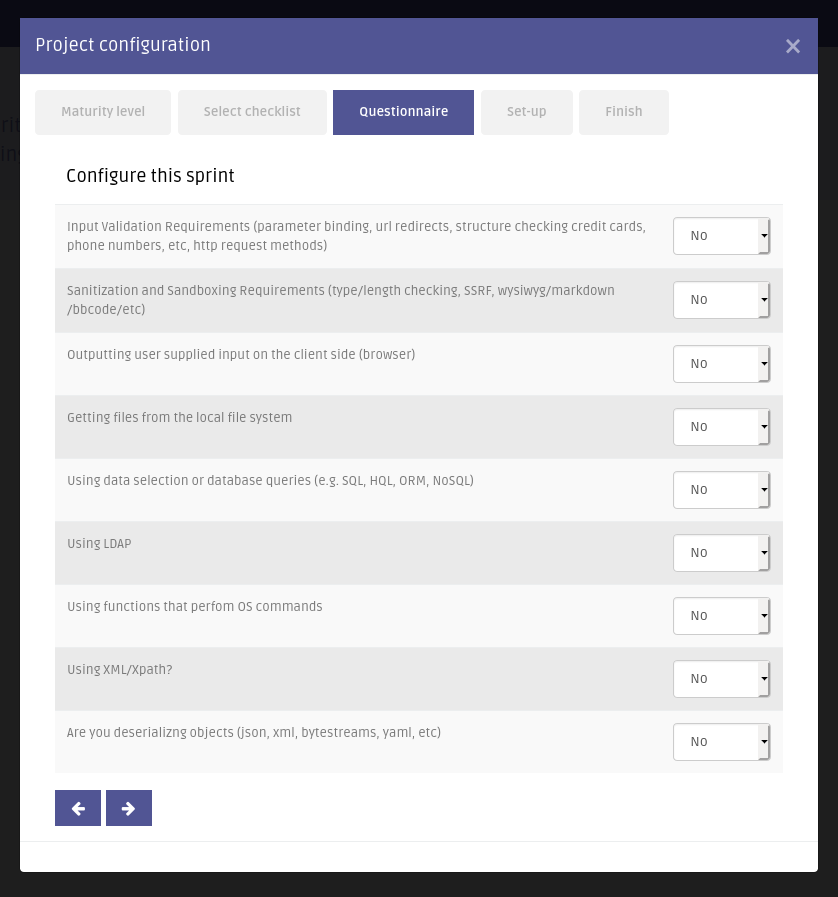 Project configuration
×
Maturity level
Select checklist
Questionnaire
Set-up
Finish
Configure this sprint
Input Validation Requirements (parameter binding, url redirects, structure checking credit cards,
phone numbers, etc, http request methods)
No
Sanitization and Sandboxing Requirements (type/length checking, SSRF, wysiwyg/markdown
/bbcode/etc)
No
Outputting user supplied input on the client side (browser)
No
Getting files from the local file system
No
Using data selection or database queries (e.g. SQL, HQL, ORM, NoSQL)
No
Using LDAP
No
Using functions that perfom OS commands
No
Using XML/Xpath?
No
Are you deserializng objects (json, xml, bytestreams, yaml, etc)
No